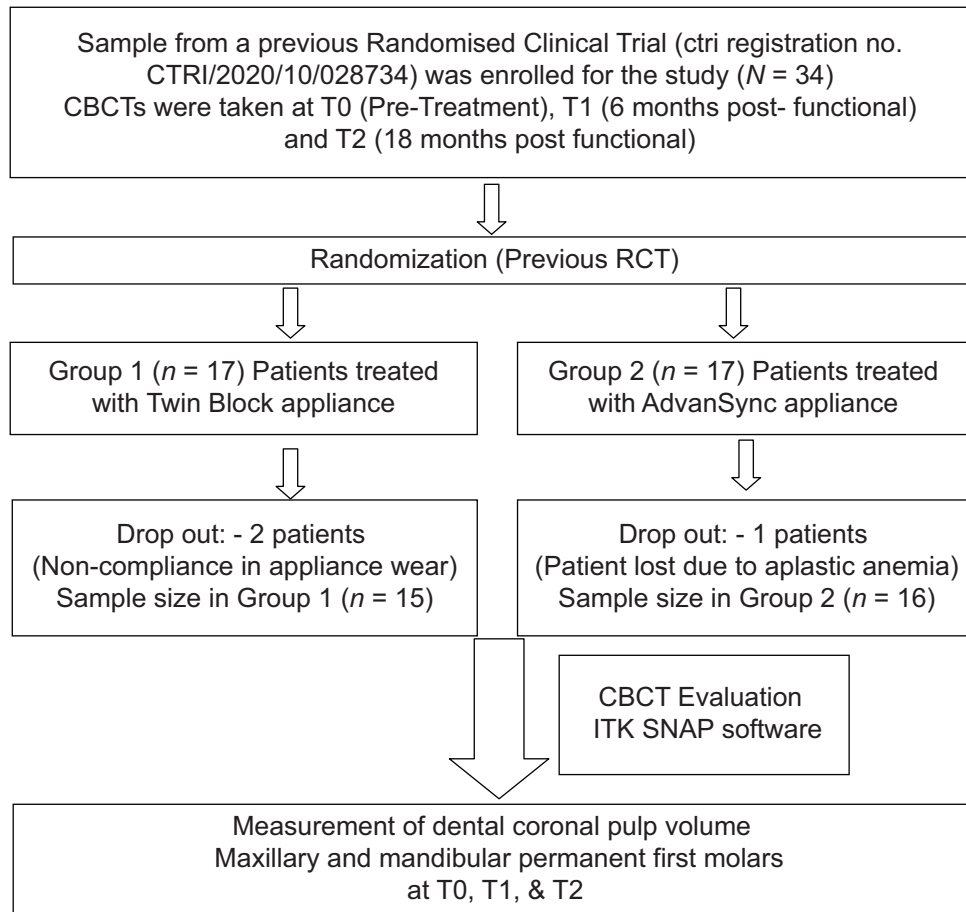 Sample from a previous Randomised Clinical Trial (ctri registration no.
CTRI/2020/10/028734) was enrolled for the study (N = 34)
CBCTs were taken at T0 (Pre-Treatment), T1 (6 months post- functional)
and T2 (18 months post functional)
Randomization (Previous RCT)
Group 1 (n = 17) Patients treated
with Twin Block appliance
Group 2 (n = 17) Patients treated
with AdvanSync appliance
Drop out: - 2 patients
(Non-compliance in appliance wear)
Sample size in Group 1 (n = 15)
Drop out: - 1 patients
(Patient lost due to aplastic anemia)
Sample size in Group 2 (n = 16)
CBCT Evaluation
ITK SNAP software
Measurement of dental coronal pulp volume
Maxillary and mandibular permanent first molars
at T0, T1, & T2